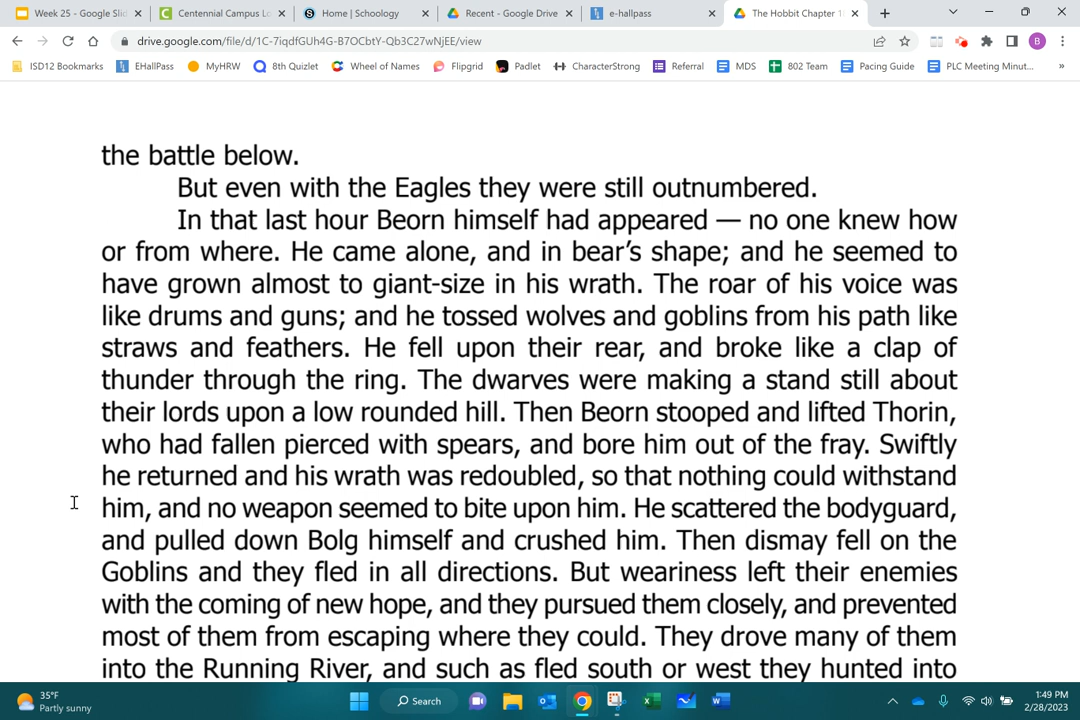 Week 25 - Google Slid
Centennial Campus Lo
Home | Schoology
Recent - Google Drive
e-hallpass
The Hobbit Chapter 1
drive.google.com/file/d/1C-7iqdfGUh4G-B7OCbtY-Qb3C27wNjEE/view
B
ISD12 Bookmarks
EHallPass
MyHRW
8th Quizlet
Wheel of Names
Flipgrid
Padlet
CharacterStrong
Referral
MDS
802 Team
Pacing Guide
PLC Meeting Minut...
»
the battle below.
But even with the Eagles they were still outnumbered.
In that last hour Beorn himself had appeared — no one knew how
or from where. He came alone, and in bear’s shape; and he seemed to
have grown almost to giant-size in his wrath. The roar of his voice was
like drums and guns; and he tossed wolves and goblins from his path like
straws and feathers. He fell upon their rear, and broke like a clap of
thunder through the ring. The dwarves were making a stand still about
their lords upon a low rounded hill. Then Beorn stooped and lifted Thorin,
who had fallen pierced with spears, and bore him out of the fray. Swiftly
he returned and his wrath was redoubled, so that nothing could withstand
him, and no weapon seemed to bite upon him. He scattered the bodyguard,
and pulled down Bolg himself and crushed him. Then dismay fell on the
Goblins and they fled in all directions. But weariness left their enemies
with the coming of new hope, and they pursued them closely, and prevented
most of them from escaping where they could. They drove many of them
into the Running River, and such as fled south or west they hunted into
35°F
Partly sunny
Search
1:49 PM
2/28/2023